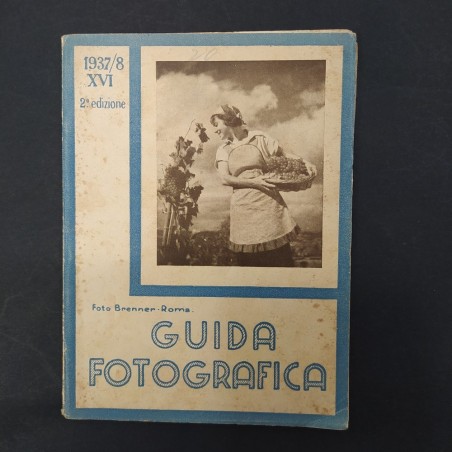 1937/8
XVI
2ª edizione
Foto Brenner-Roma.
GUIDA
FOTOGRAFICA